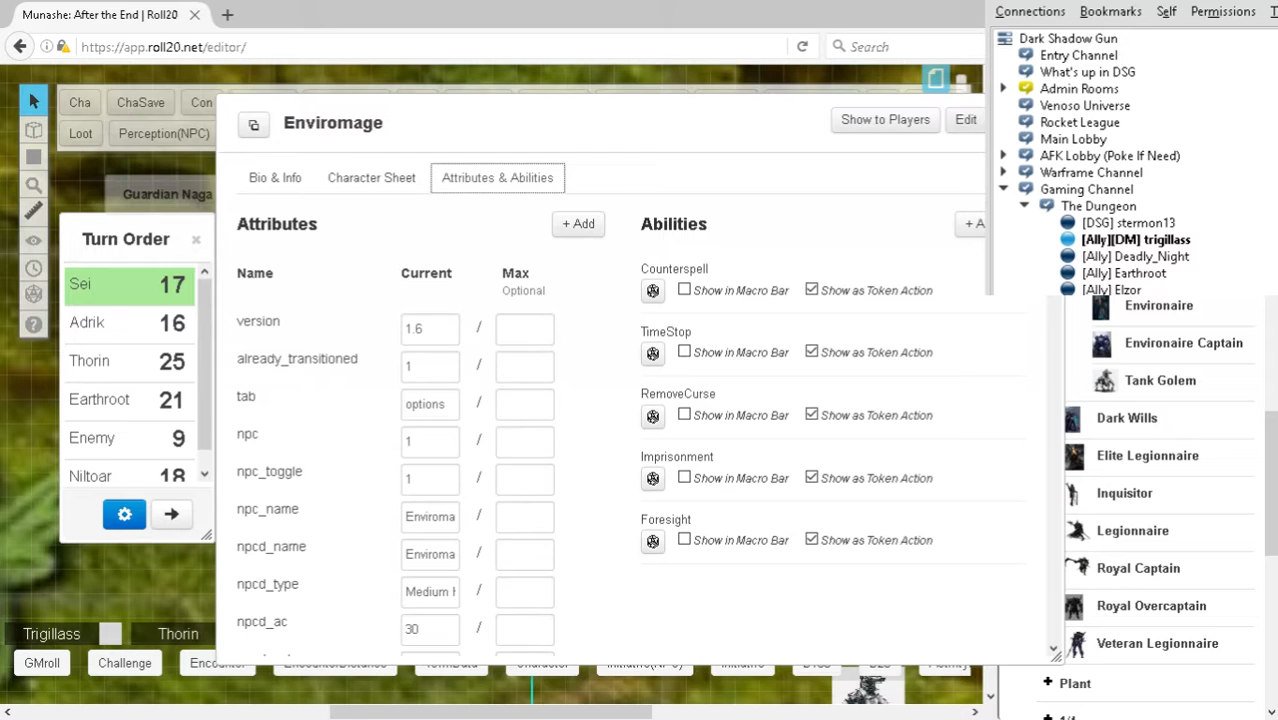 Munashe: After the End | Roll20
https://app.roll20.net/editor/
Search
Cha
ChaSave
Con
Loot
Perception(NPC)
Guardian Naga
Turn Order
Sei 17
Adrik 16
Thorin 25
Earthroot 21
Enemy 9
Niltoar 18
Trigillass
Thorin
GMroll
Challenge
Enviromage
Show to Players
Edit
Bio & Info
Character Sheet
Attributes & Abilities
Attributes
+ Add
Name
Current
Max
Optional
version 1.6 /
already_transitioned 1 /
tab options /
npc 1 /
npc_toggle 1 /
npc_name Enviroma /
npcd_name Enviroma /
npcd_type Medium /
npcd_ac 30 /
Abilities
Counterspell
Show in Macro Bar Show as Token Action
TimeStop
Show in Macro Bar Show as Token Action
RemoveCurse
Show in Macro Bar Show as Token Action
Imprisonment
Show in Macro Bar Show as Token Action
Foresight
Show in Macro Bar Show as Token Action
Connections Bookmarks Self Permissions
Dark Shadow Gun
Entry Channel
What's up in DSG
Admin Rooms
Venoso Universe
Rocket League
Main Lobby
AFK Lobby (Poke If Need)
Warframe Channel
Gaming Channel
The Dungeon
[DSG] stermon13
[Ally][DM] trigillass
[Ally] Deadly_Night
[Ally] Earthroot
[Ally] Elzor
Environaire
Environaire Captain
Tank Golem
Dark Wills
Elite Legionnaire
Inquisitor
Legionnaire
Royal Captain
Royal Overcaptain
Veteran Legionnaire
Plant